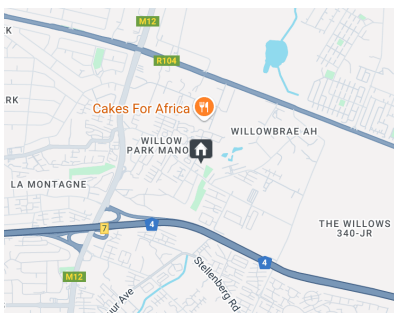 M12
EK
R104
Cakes For Africa
RK
WILLOW
PARK MANO
WILLOWBRAE AH
LA MONTAGNE
THE WILLOWS
340-JR
7
4
4
M12
Stellenberg Rd
ur Ave